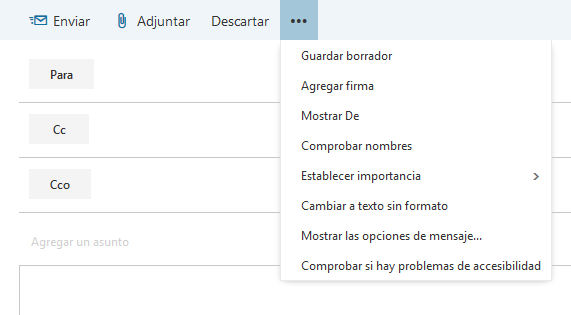 Enviar Adjuntar Descartar •••
Guardar borrador
Para
Agregar firma
Mostrar De
Cc
Comprobar nombres
Establecer importancia
Cco
Cambiar a texto sin formato
Agregar un asunto
Mostrar las opciones de mensaje...
Comprobar si hay problemas de accesibilidad